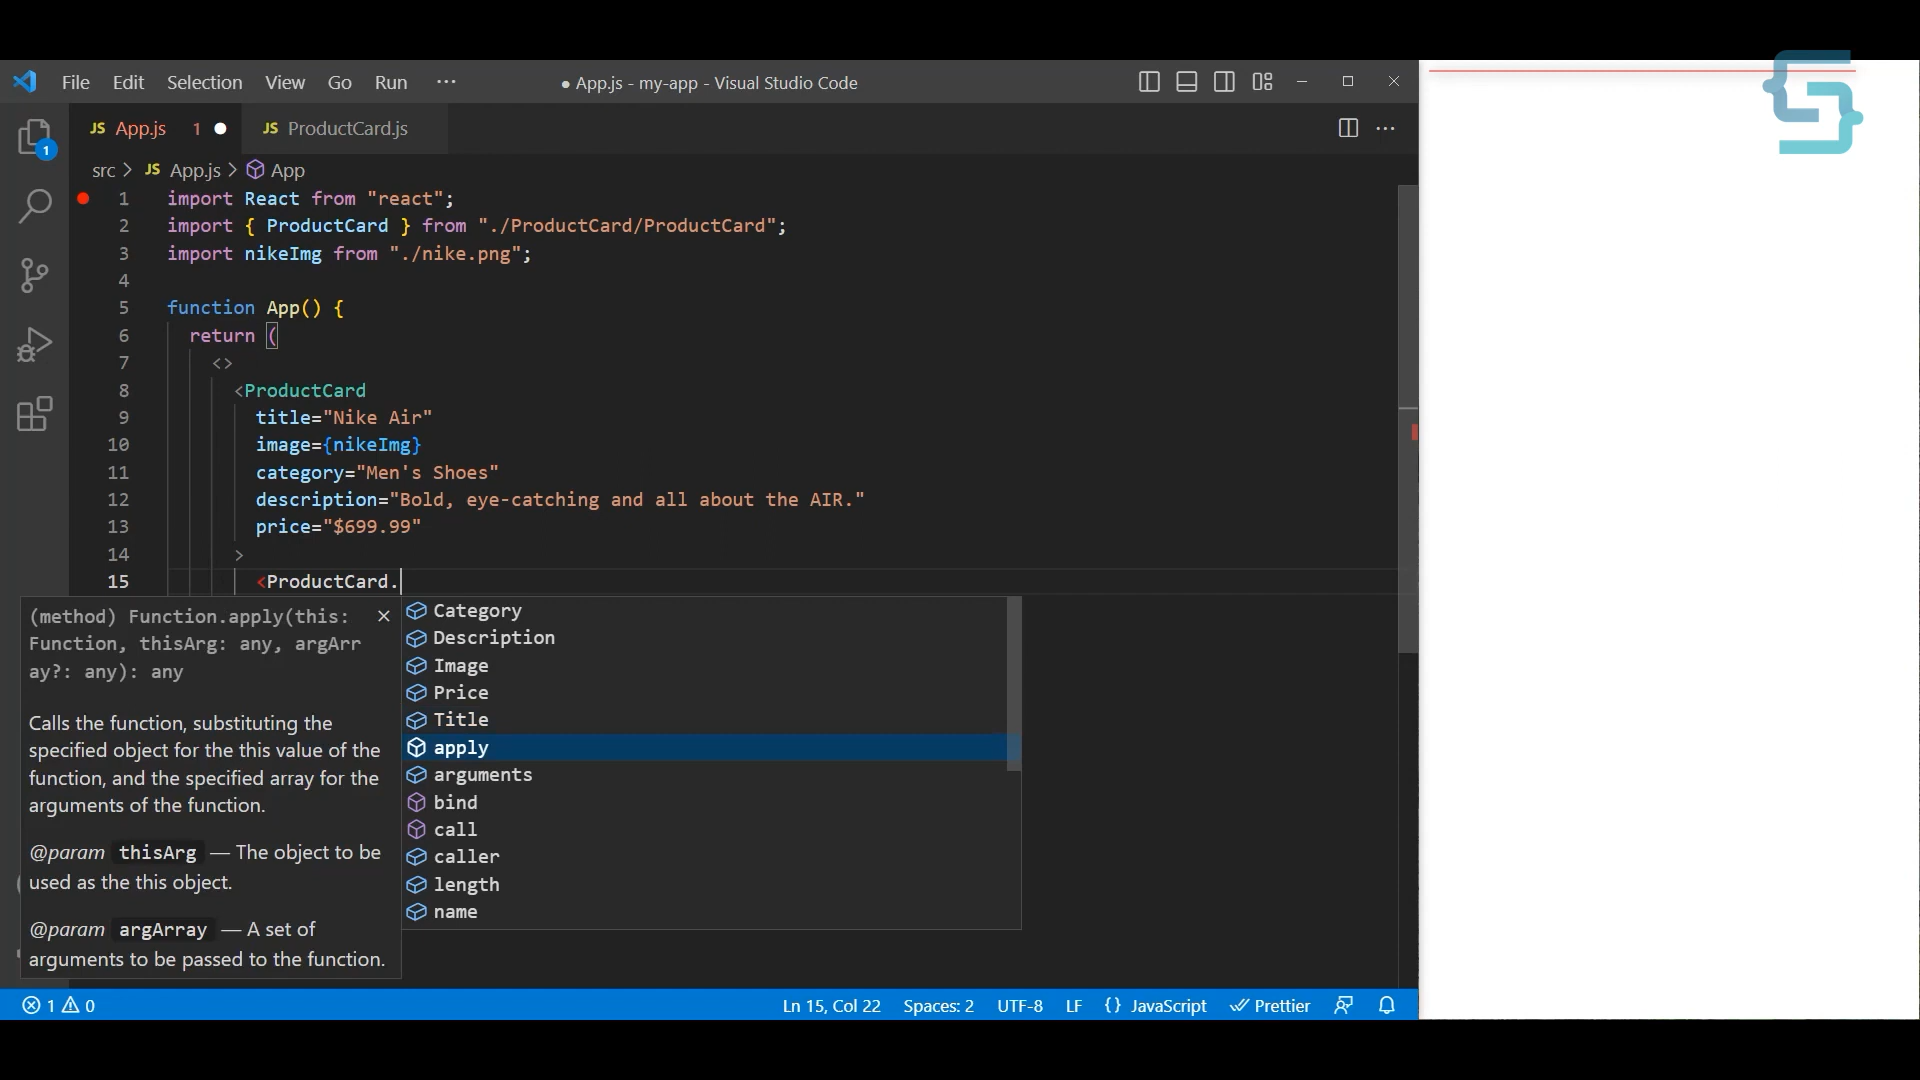 File Edit Selection View Go Run ··· ● App.js - my-app - Visual Studio Code
JS App.js 1 ● JS ProductCard.js
1
src > JS App.js > App
1 import React from "react";
2 import { ProductCard } from "./ProductCard/ProductCard";
3 import nikeImg from "./nike.png";
4
5 function App() {
6 return (
7 <>
8 <ProductCard
9 title="Nike Air"
10 image={nikeImg}
11 category="Men's Shoes"
12 description="Bold, eye-catching and all about the AIR."
13 price="$699.99"
14 >
15 <ProductCard.
(method) Function.apply(this:
Function, thisArg: any, argArr
ay?: any): any
Calls the function, substituting the
specified object for the this value of the
function, and the specified array for the
arguments of the function.
@param thisArg — The object to be
used as the this object.
@param argArray — A set of
arguments to be passed to the function.
Category
Description
Image
Price
Title
apply
arguments
bind
call
caller
length
name
1 0 Ln 15, Col 22 Spaces: 2 UTF-8 LF {} JavaScript Prettier